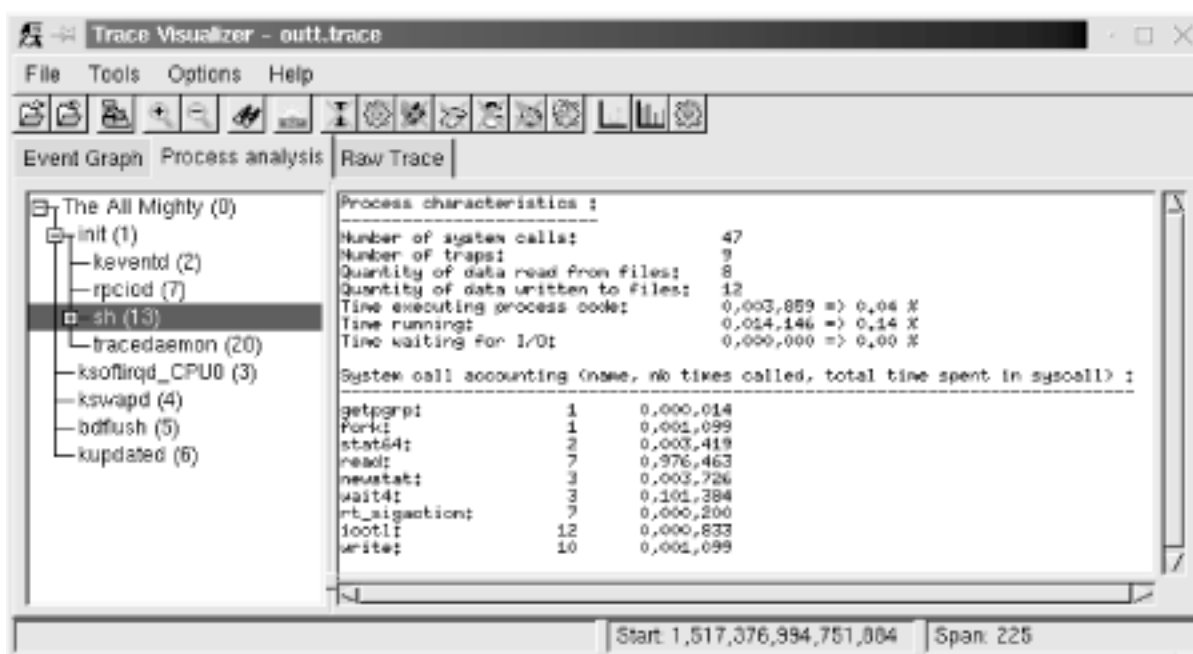 Trace Visualizer - outt.trace
File Tools Options Help
Event Graph Process analysis Raw Trace
The All Mighty (0)
init (1)
keventd (2)
rpciod (7)
sh (13)
tracedaemon (20)
ksoftirqd_CPU0 (3)
kswapd (4)
bdflush (5)
kupdated (6)
Process characteristics :
Number of system calls: 47
Number of traps: 9
Quantity of data read from files: 8
Quantity of data written to files: 12
Time executing process code: 0,003,859 => 0,04 %
Time running: 0,014,146 => 0,14 %
Time waiting for I/O: 0,000,000 => 0,00 %
System call accounting (name, nb times called, total time spent in syscall) :
getpgrp: 1 0,000,014
fork: 1 0,001,099
stat64: 2 0,003,419
read: 7 0,976,463
newstat: 3 0,003,726
wait4: 3 0,101,384
rt_sigaction: 7 0,000,200
ioctl: 12 0,000,833
write: 10 0,001,099
Start: 1,517,376,994,751,884 Span: 225